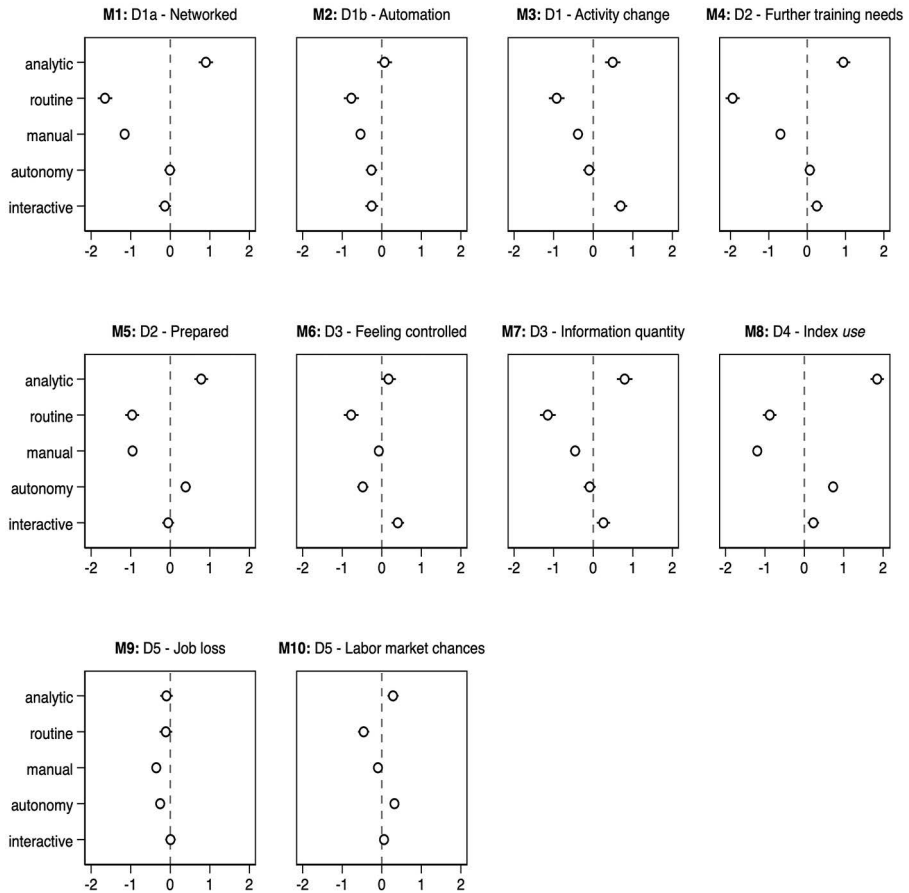 M1: D1a - Networked
M2: D1b - Automation
M3: D1 - Activity change
M4: D2 - Further training needs
analytic
routine
manual
autonomy
interactive
-2 -1 0 1 2
-2 -1 0 1 2
-2 -1 0 1 2
-2 -1 0 1 2
M5: D2 - Prepared
M6: D3 - Feeling controlled
M7: D3 - Information quantity
M8: D4 - Index use
analytic
routine
manual
autonomy
interactive
-2 -1 0 1 2
-2 -1 0 1 2
-2 -1 0 1 2
-2 -1 0 1 2
M9: D5 - Job loss
M10: D5 - Labor market chances
analytic
routine
manual
autonomy
interactive
-2 -1 0 1 2
-2 -1 0 1 2